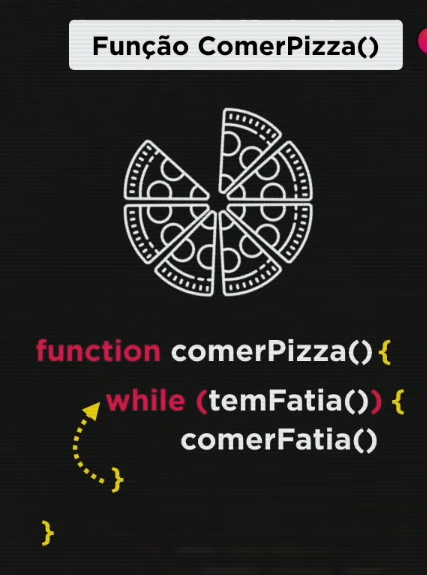 Função ComerPizza()
function comerPizza() {
while (temFatia()) {
comerFatia()
}
}